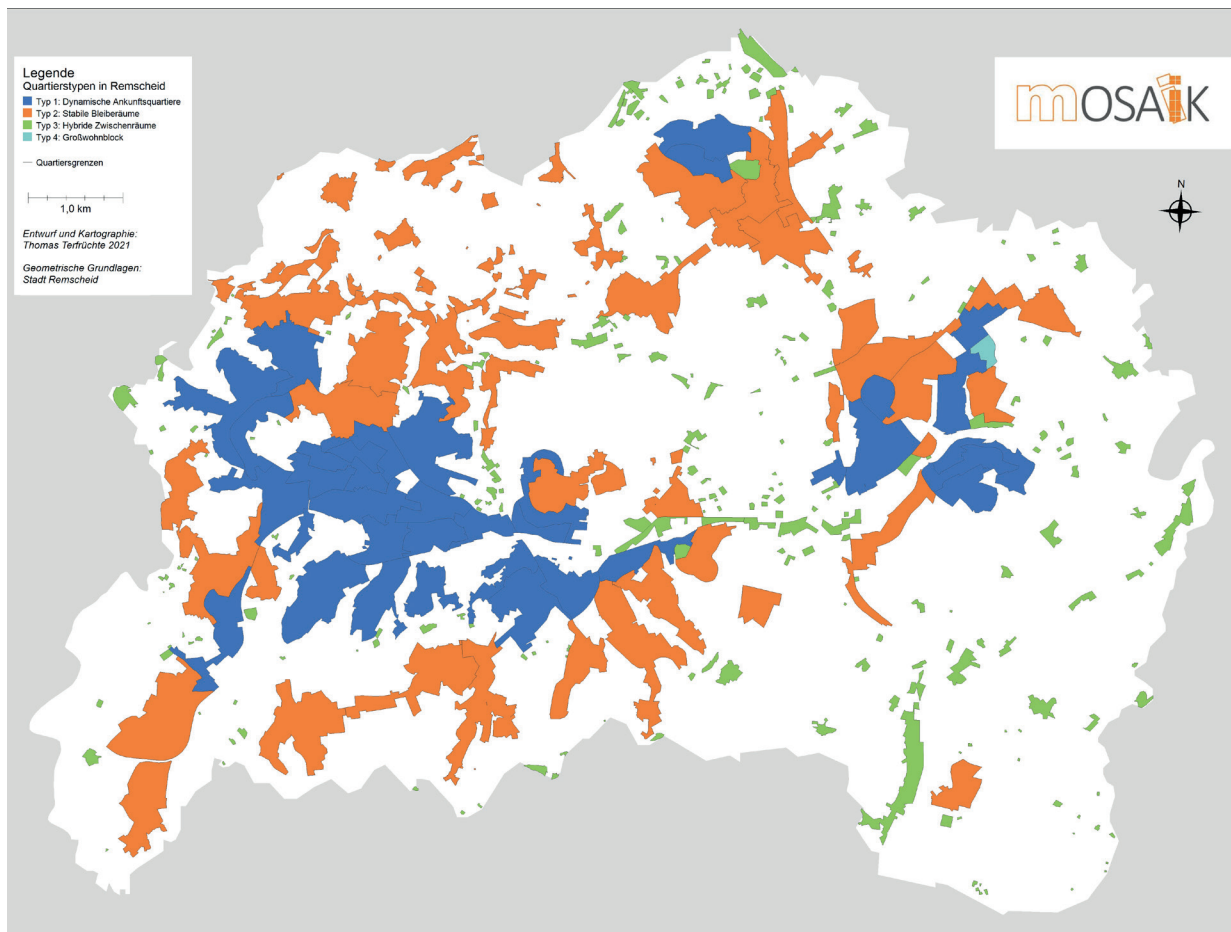 Legende
Quartierstypen in Remscheid
Typ 1: Dynamische Ankunftsquartiere
Typ 2: Stabile Bleiberäume
Typ 3: Hybride Zwischenräume
Typ 4: Großwohnblock
Quartiersgrenzen
1,0 km
Entwurf und Kartographie:
Thomas Terfrüchte 2021
Geometrische Grundlagen:
Stadt Remscheid
mOSAiK
N